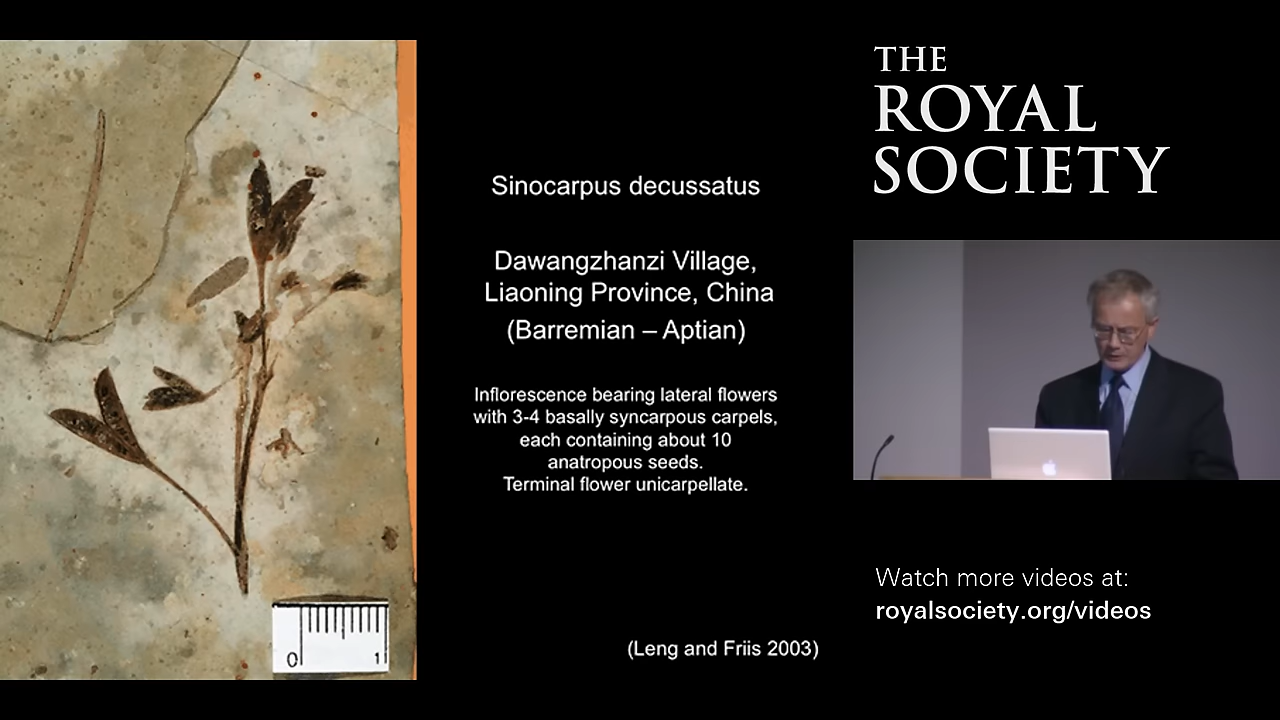 Sinocarpus decussatus
Dawangzhanzi Village,
Liaoning Province, China
(Barremian – Aptian)
Inflorescence bearing lateral flowers
with 3-4 basally syncarpous carpels,
each containing about 10
anatropous seeds.
Terminal flower unicarpellate.
(Leng and Friis 2003)
0 1
THE
ROYAL
SOCIETY
Watch more videos at:
royalsociety.org/videos